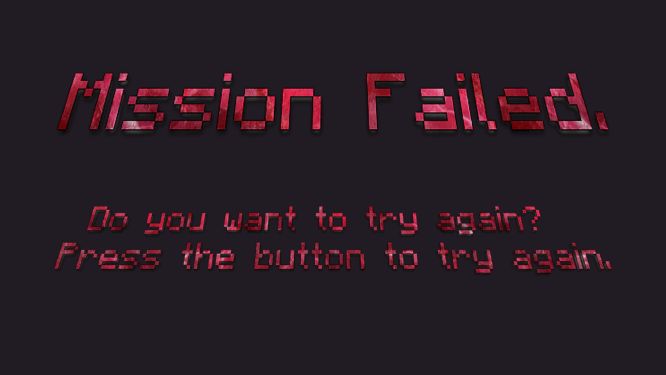 Mission Failed.
Do you want to try again?
Press the button to try again.